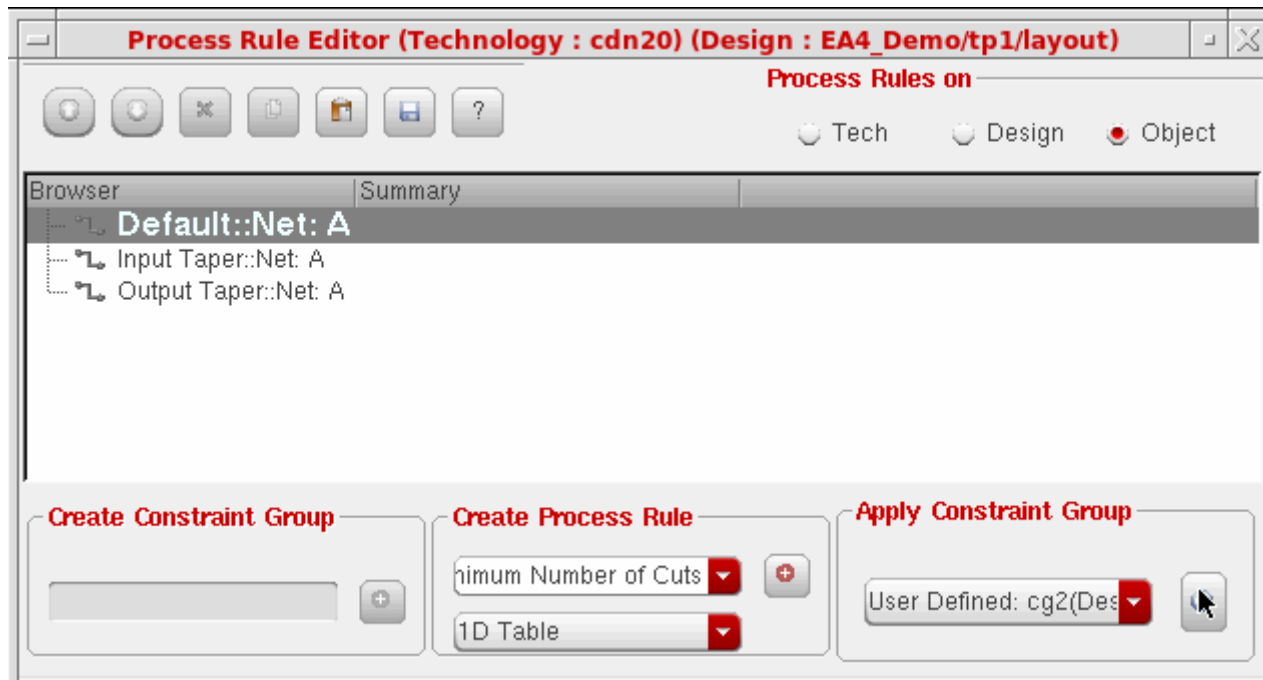 Process Rule Editor (Technology : cdn20) (Design : EA4_Demo/tp1/layout)
Process Rules on
?
Tech Design Object
Browser Summary
Default::Net: A
Input Taper::Net: A
Output Taper::Net: A
Create Constraint Group
Create Process Rule
Apply Constraint Group
nimum Number of Cuts
User Defined: cg2(Des
1D Table